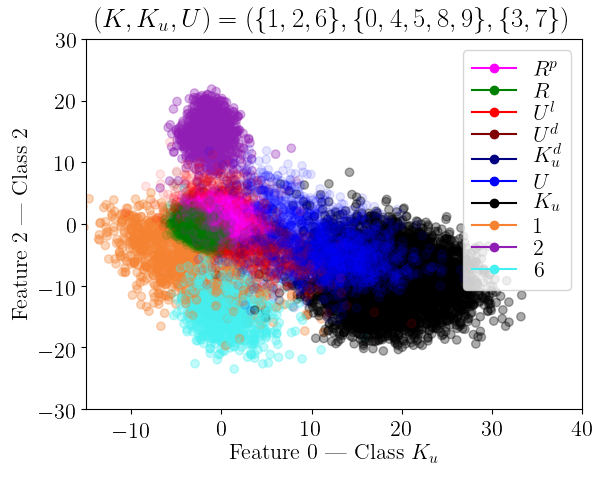 (K, K_u, U) = ({1, 2, 6}, {0, 4, 5, 8, 9}, {3, 7})
30
20
10
0
−10
−20
−30
Feature 2 — Class 2
R^p
R
U^l
U^d
K_u^d
U
K_u
1
2
6
−10 0 10 20 30 40
Feature 0 — Class K_u